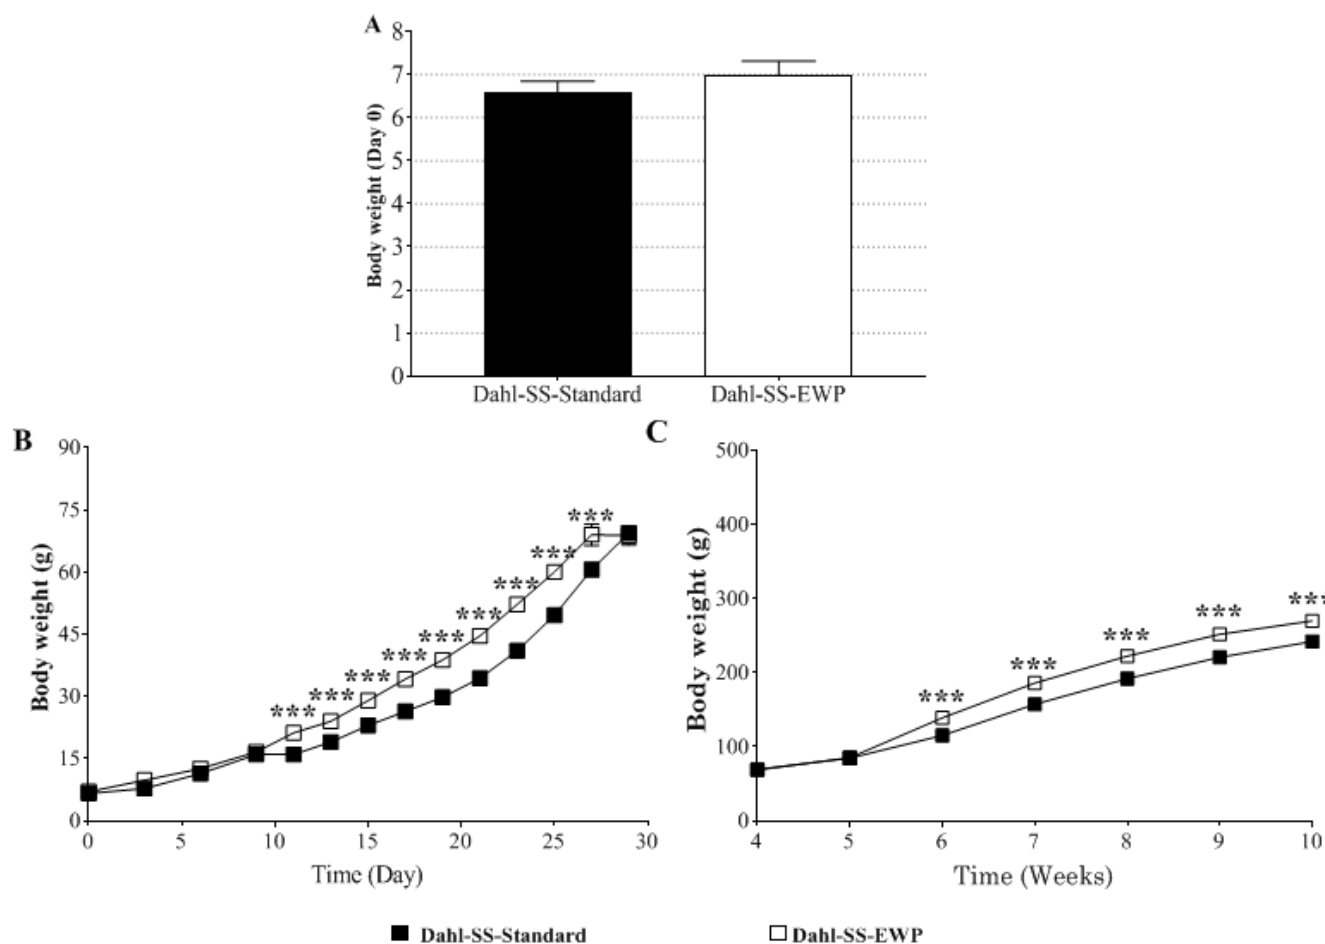 A
Body weight (Day 0)
8
7
6
5
4
3
2
1
0
Dahl-SS-Standard Dahl-SS-EWP
B
Body weight (g)
90
75
60
45
30
15
0
*** *** *** *** *** *** *** *** ***
0 5 10 15 20 25 30
Time (Day)
C
Body weight (g)
500
400
300
200
100
0
*** *** *** *** ***
4 5 6 7 8 9 10
Time (Weeks)
Dahl-SS-Standard Dahl-SS-EWP